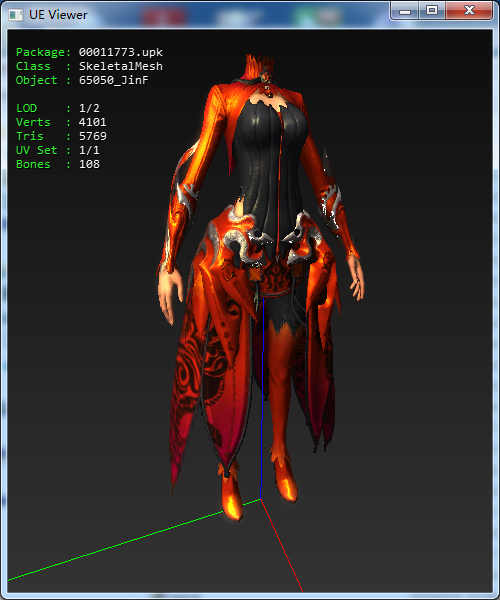 UE Viewer
Package: 00011773.upk
Class  : SkeletalMesh
Object : 65050_JinF
LOD    : 1/2
Verts  : 4101
Tris   : 5769
UV Set : 1/1
Bones  : 108